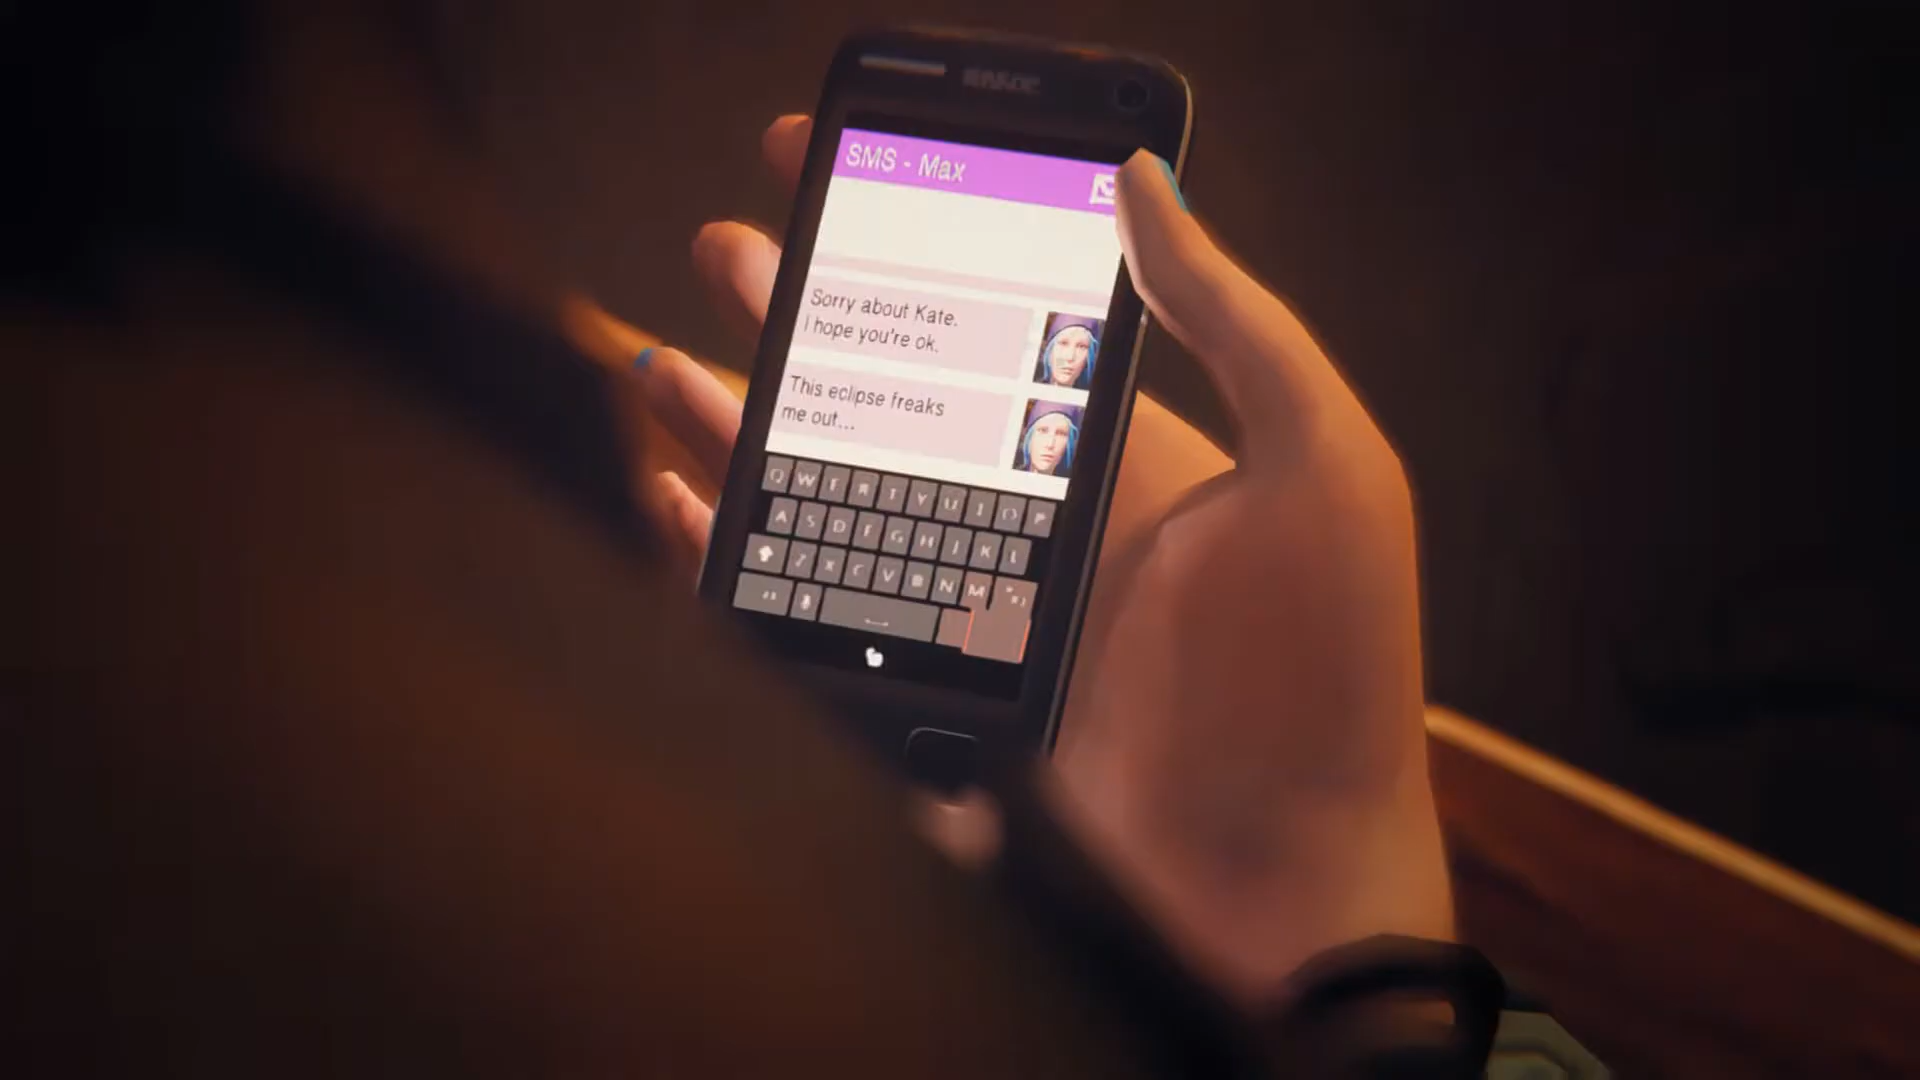 SMS - Max
Sorry about Kate.
I hope you're ok.
This eclipse freaks
me out...
Q W E R T Y U I O P
A S D F G H J K L
Z X C V B N M